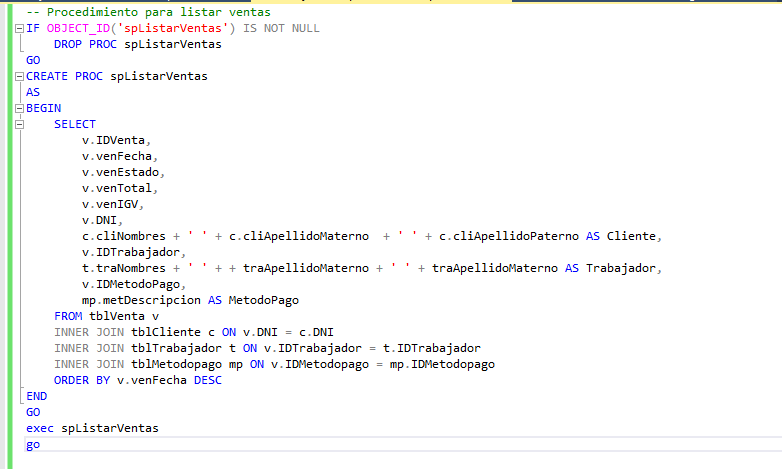 -- Procedimiento para listar ventas
IF OBJECT_ID('spListarVentas') IS NOT NULL
    DROP PROC spListarVentas
GO
CREATE PROC spListarVentas
AS
BEGIN
    SELECT
        v.IDVenta,
        v.venFecha,
        v.venEstado,
        v.venTotal,
        v.venIGV,
        v.DNI,
        c.cliNombres + ' ' + c.cliApellidoMaterno  + ' ' + c.cliApellidoPaterno AS Cliente,
        v.IDTrabajador,
        t.traNombres + ' ' + + traApellidoMaterno + ' ' + traApellidoMaterno AS Trabajador,
        v.IDMetodoPago,
        mp.metDescripcion AS MetodoPago
    FROM tblVenta v
    INNER JOIN tblCliente c ON v.DNI = c.DNI
    INNER JOIN tblTrabajador t ON v.IDTrabajador = t.IDTrabajador
    INNER JOIN tblMetodopago mp ON v.IDMetodopago = mp.IDMetodopago
    ORDER BY v.venFecha DESC
END
GO
exec spListarVentas
go